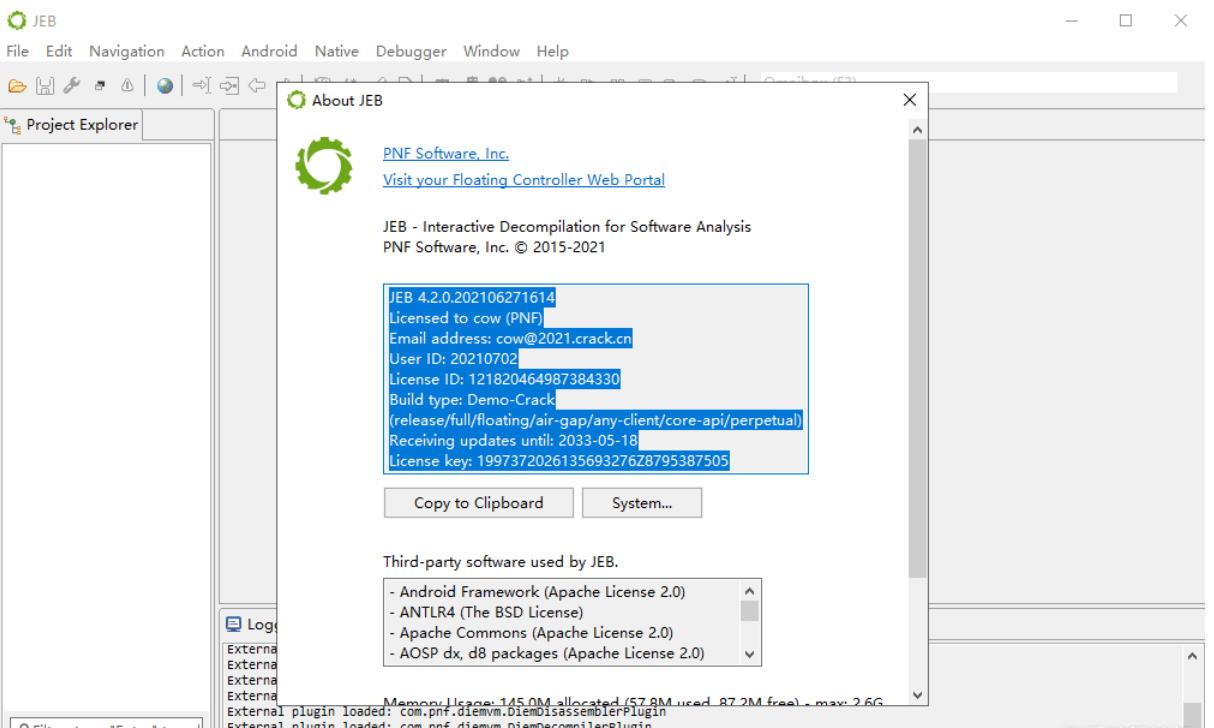 JEB
File Edit Navigation Action Android Native Debugger Window Help
About JEB
Project Explorer
PNF Software, Inc.
Visit your Floating Controller Web Portal
JEB - Interactive Decompilation for Software Analysis
PNF Software, Inc. © 2015-2021
JEB 4.2.0.202106271614
Licensed to cow (PNF)
Email address: cow@2021.crack.cn
User ID: 20210702
License ID: 121820464987384330
Build type: Demo-Crack
(release/full/floating/air-gap/any-client/core-api/perpetual)
Receiving updates until: 2033-05-18
License key: 1997372026135693276Z8795387505
Copy to Clipboard System...
Third-party software used by JEB.
- Android Framework (Apache License 2.0)
- ANTLR4 (The BSD License)
- Apache Commons (Apache License 2.0)
- AOSP dx, d8 packages (Apache License 2.0)
Memory Usage: 145.0M allocated (57.8M used, 87.2M free) - max: 2.6G
Logg
Externa
Externa
Externa
Externa
External plugin loaded: com.pnf.diemvm.DiemDisassemblerPlugin
External plugin loaded: com.pnf.diemvm.DiemDecompilerPlugin